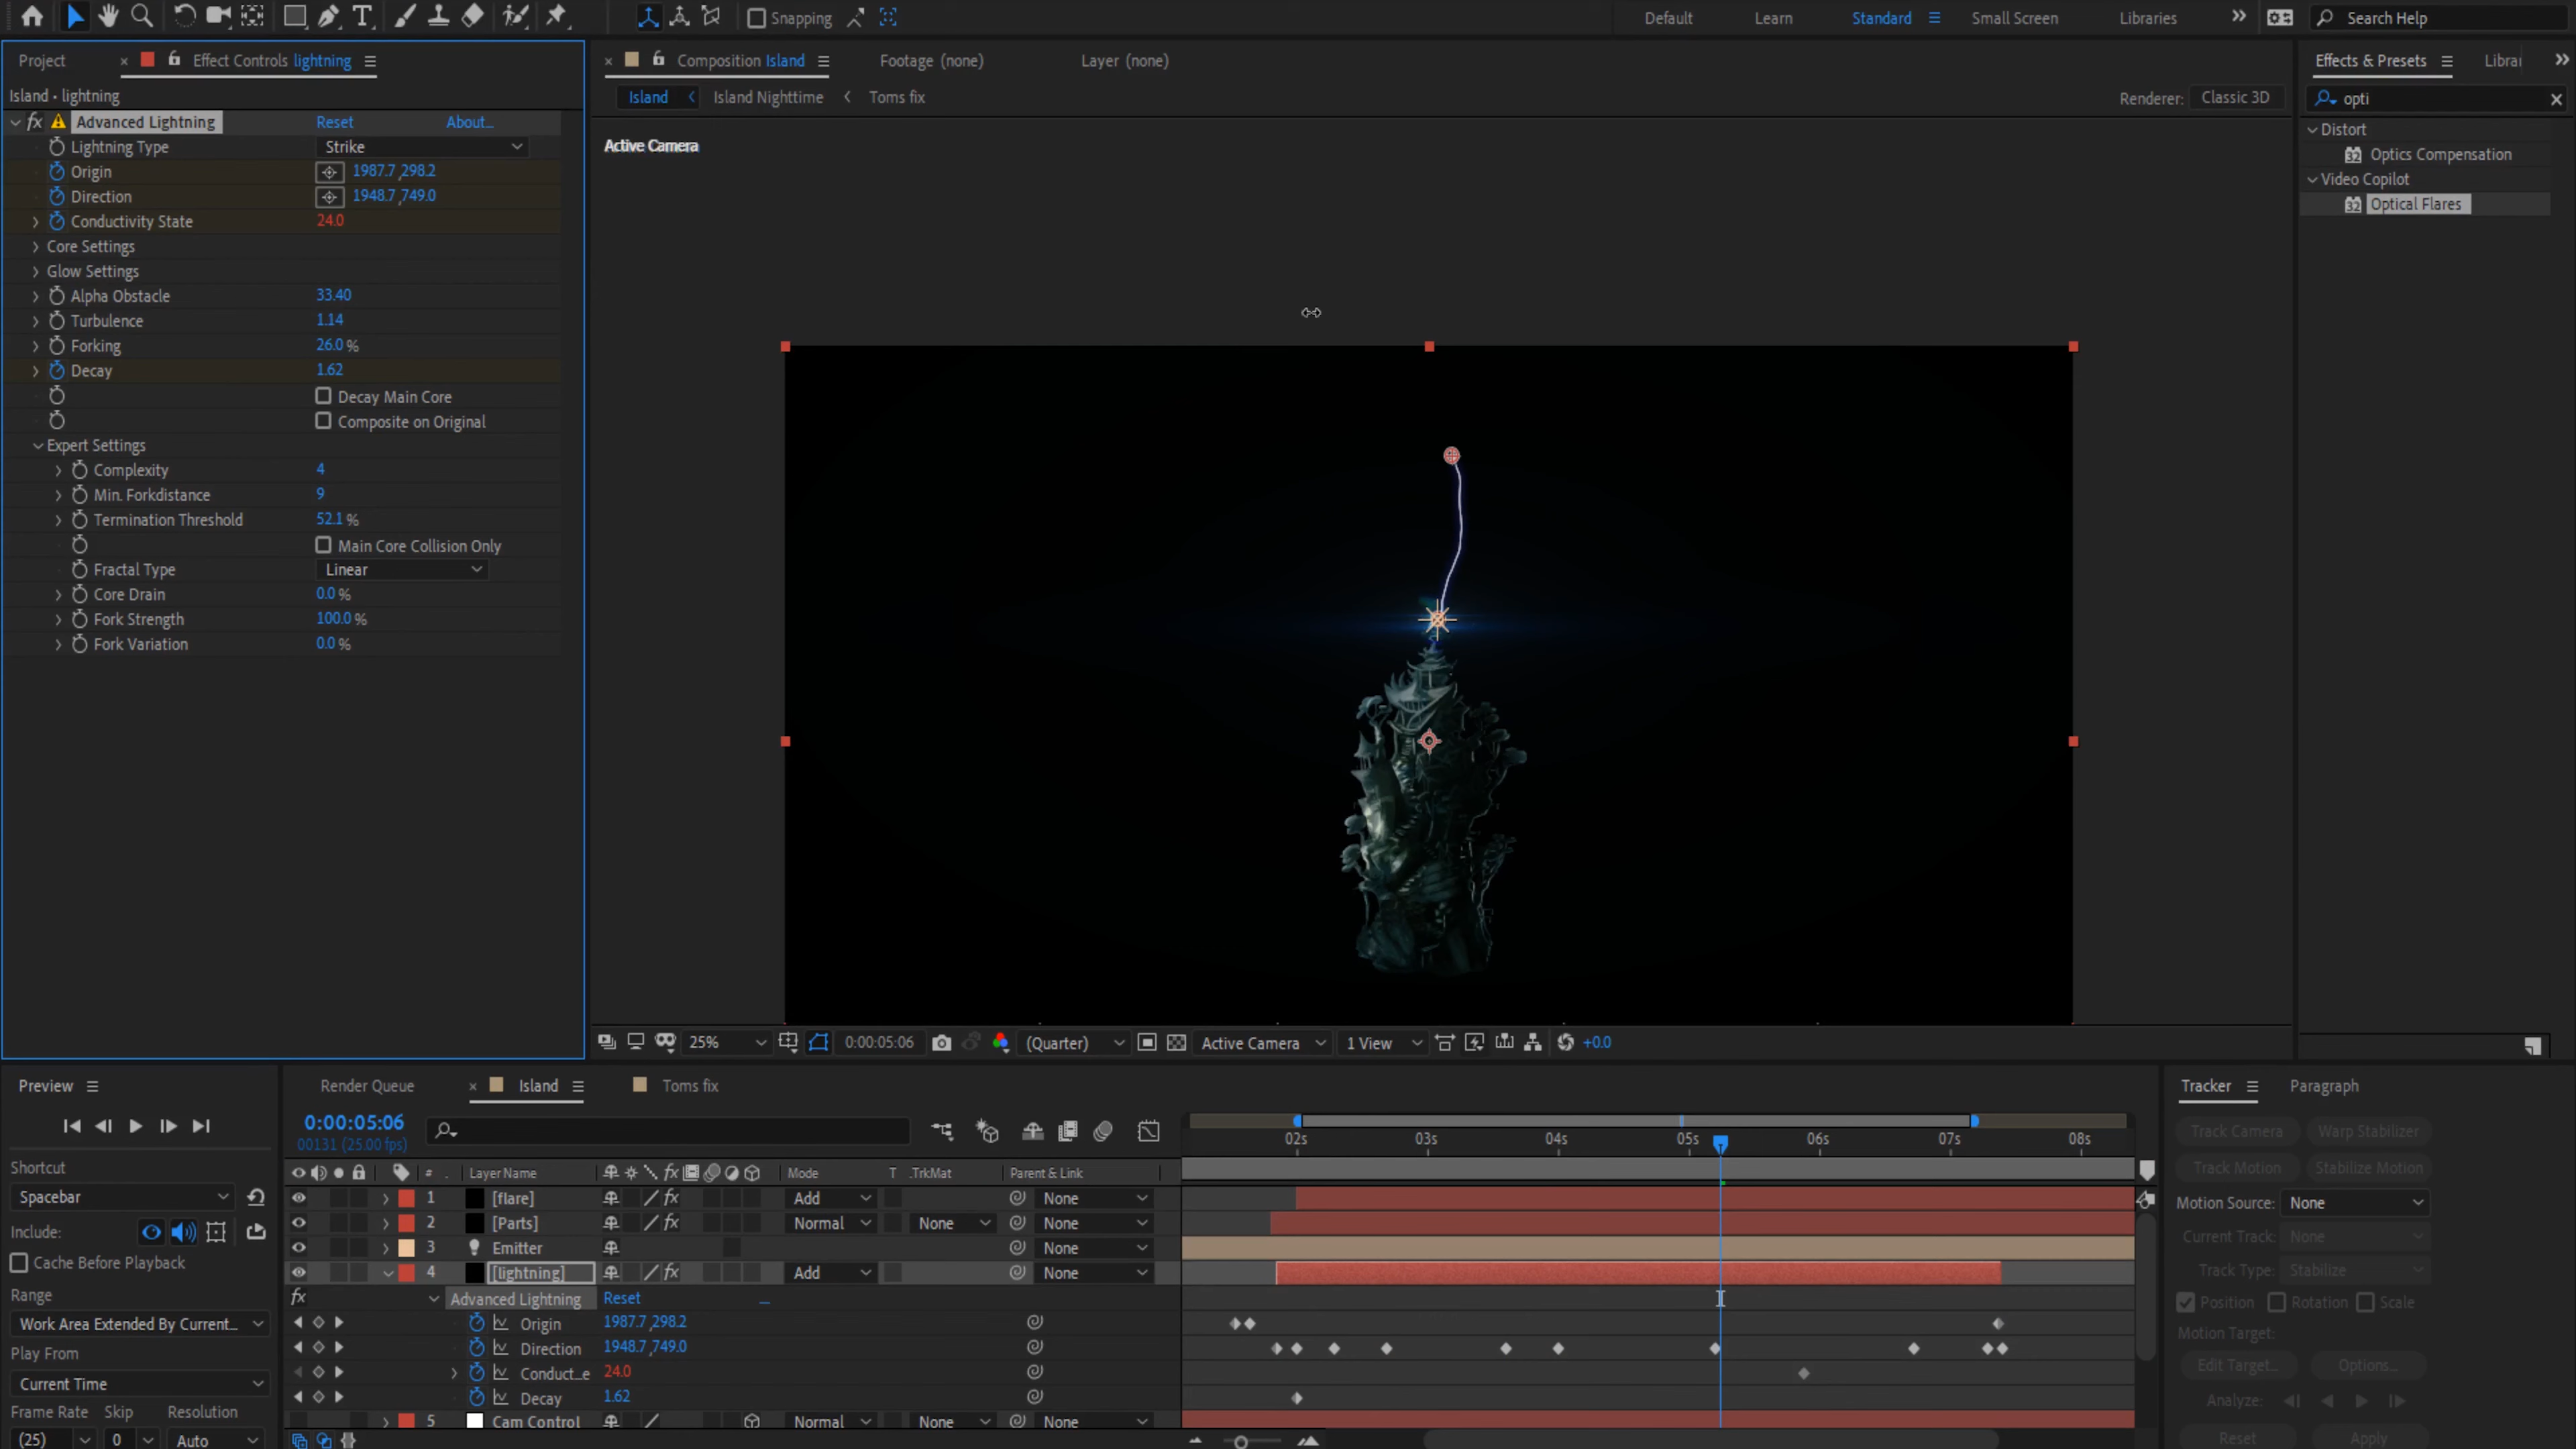 Snapping
Default
Learn
Standard
Small Screen
Libraries
Search Help
Project
Effect Controls lightning
Composition Island
Footage (none)
Layer (none)
Effects & Presets
Island • lightning
Island
Island Nighttime
Toms fix
Renderer:
Classic 3D
opti
fx Advanced Lightning
Reset
About...
Lightning Type
Strike
Origin
1987.7,298.2
Direction
1948.7,749.0
Conductivity State
24.0
Core Settings
Glow Settings
Alpha Obstacle
33.40
Turbulence
1.14
Forking
26.0 %
Decay
1.62
Decay Main Core
Composite on Original
Expert Settings
Complexity
4
Min. Forkdistance
9
Termination Threshold
52.1 %
Main Core Collision Only
Fractal Type
Linear
Core Drain
0.0 %
Fork Strength
100.0 %
Fork Variation
0.0 %
Active Camera
Distort
32 Optics Compensation
Video Copilot
32 Optical Flares
25%
0:00:05:06
(Quarter)
Active Camera
1 View
+0.0
Preview
Shortcut
Spacebar
Include:
Cache Before Playback
Range
Work Area Extended By Current...
Play From
Current Time
Frame Rate
Skip
Resolution
(25)
0
Auto
Render Queue
Island
Toms fix
0:00:05:06
00131 (25.00 fps)
02s
03s
04s
05s
06s
07s
08s
#
Layer Name
Mode
T
.TrkMat
Parent & Link
1
[flare]
fx
Add
None
2
[Parts]
fx
Normal
None
None
3
Emitter
None
4
[lightning]
fx
Add
None
fx
Advanced Lightning
Reset
Origin
1987.7,298.2
Direction
1948.7,749.0
Conduct...e
24.0
Decay
1.62
5
Cam Control
Normal
None
None
Tracker
Paragraph
Track Camera
Warp Stabilizer
Track Motion
Stabilize Motion
Motion Source:
None
Current Track:
None
Track Type:
Stabilize
Position
Rotation
Scale
Motion Target:
Edit Target...
Options...
Analyze:
Reset
Apply